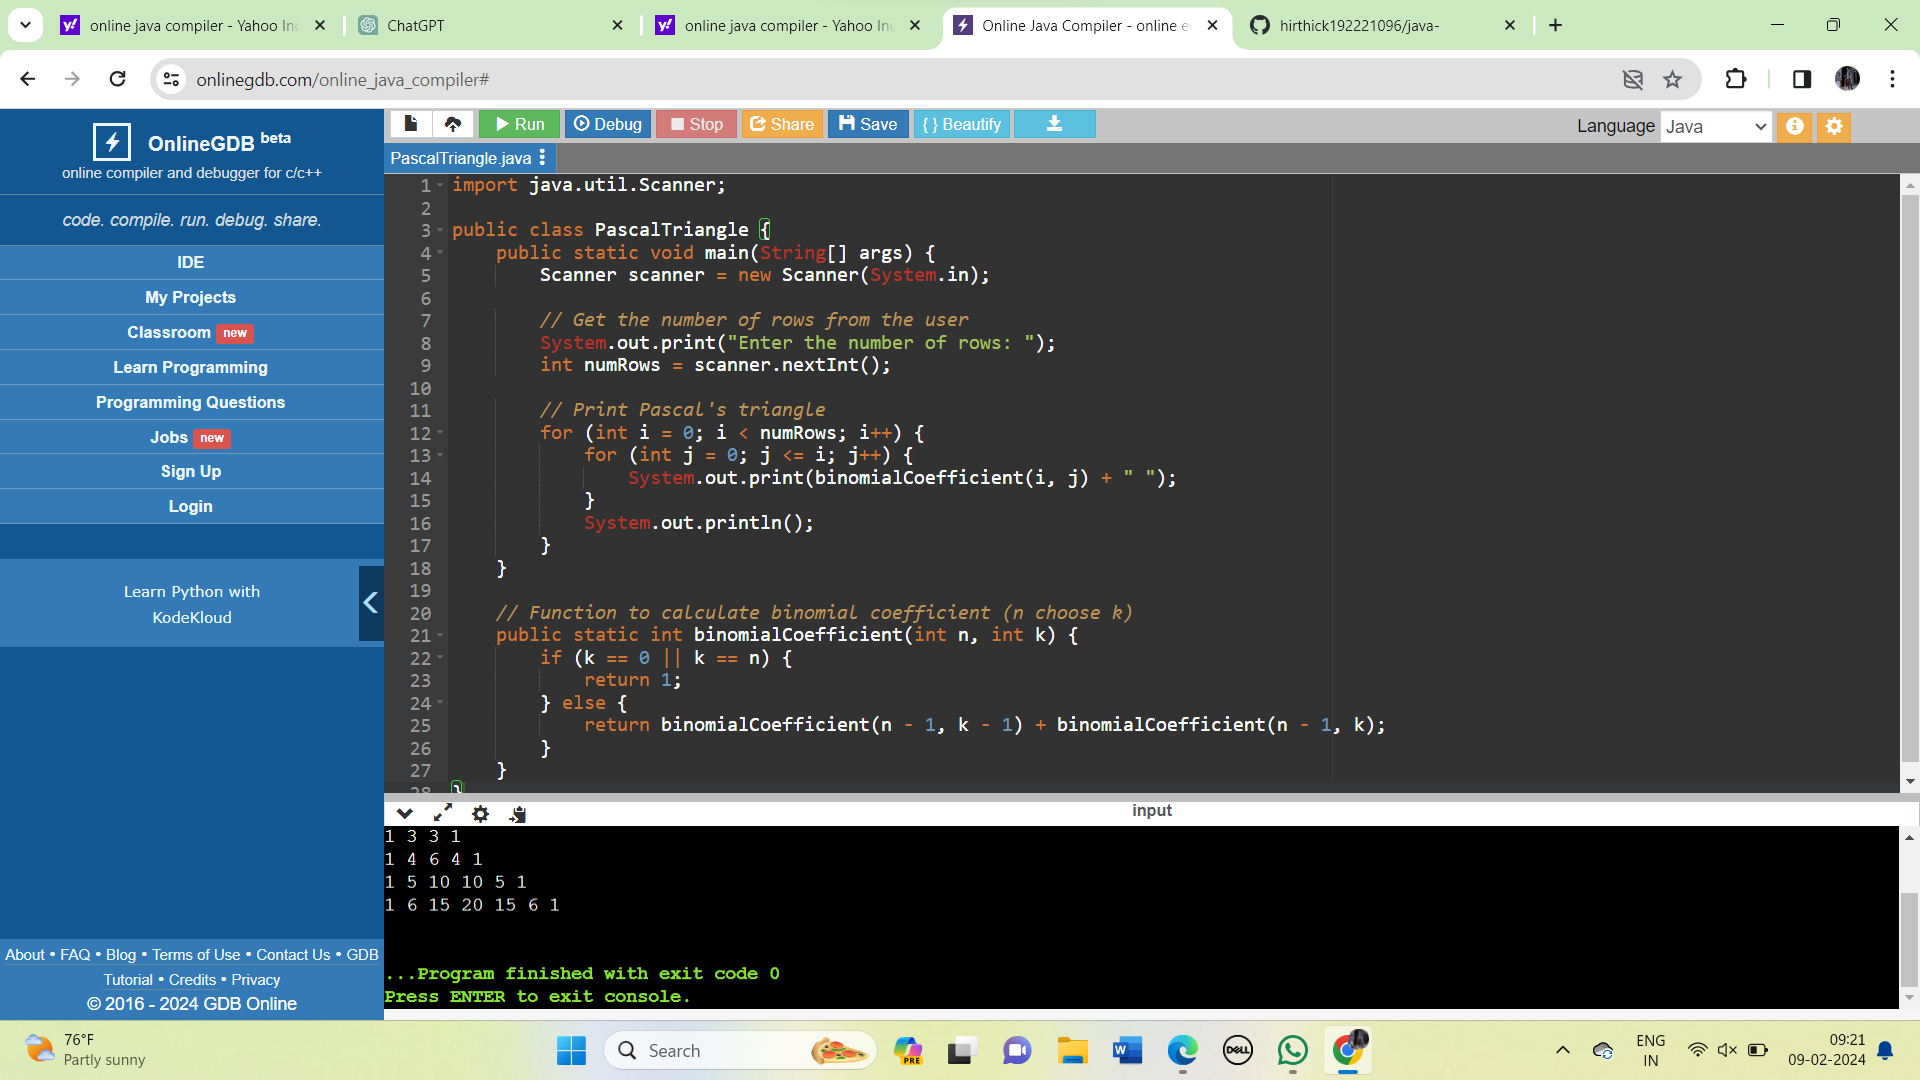 online java compiler - Yahoo In
ChatGPT
online java compiler - Yahoo In
Online Java Compiler - online e
hirthick192221096/java-
onlinegdb.com/online_java_compiler#
OnlineGDB beta
online compiler and debugger for c/c++
code. compile. run. debug. share.
IDE
My Projects
Classroom new
Learn Programming
Programming Questions
Jobs new
Sign Up
Login
Learn Python with
KodeKloud
About • FAQ • Blog • Terms of Use • Contact Us • GDB
Tutorial • Credits • Privacy
© 2016 - 2024 GDB Online
Run
Debug
Stop
Share
Save
{ } Beautify
Language
Java
PascalTriangle.java
1 import java.util.Scanner;
2
3 public class PascalTriangle {
4 public static void main(String[] args) {
5 Scanner scanner = new Scanner(System.in);
6
7 // Get the number of rows from the user
8 System.out.print("Enter the number of rows: ");
9 int numRows = scanner.nextInt();
10
11 // Print Pascal's triangle
12 for (int i = 0; i < numRows; i++) {
13 for (int j = 0; j <= i; j++) {
14 System.out.print(binomialCoefficient(i, j) + " ");
15 }
16 System.out.println();
17 }
18 }
19
20 // Function to calculate binomial coefficient (n choose k)
21 public static int binomialCoefficient(int n, int k) {
22 if (k == 0 || k == n) {
23 return 1;
24 } else {
25 return binomialCoefficient(n - 1, k - 1) + binomialCoefficient(n - 1, k);
26 }
27 }
28 }
input
1 3 3 1
1 4 6 4 1
1 5 10 10 5 1
1 6 15 20 15 6 1
...Program finished with exit code 0
Press ENTER to exit console.
76°F
Partly sunny
Search
PRE
W
DELL
ENG
IN
09:21
09-02-2024